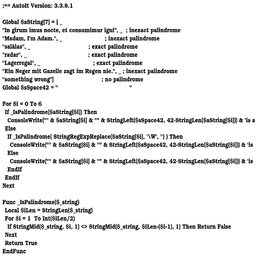 ;== AutoIt Version: 3.3.8.1
Global $aString[7] = [ _
"In girum imus nocte, et consumimur igni", _ ; inexact palindrome
"Madam, I'm Adam.", _ ; inexact palindrome
"salàlas", _ ; exact palindrome
"radar", _ ; exact palindrome
"Lagerregal", _ ; exact palindrome
"Ein Neger mit Gazelle zagt im Regen nie.", _ ; inexact palindrome
"something wrong"] ; no palindrome
Global $sSpace42 = " "
For $i = 0 To 6
If _IsPalindrome($aString[$i]) Then
ConsoleWrite('"' & $aString[$i] & '"' & StringLeft($sSpace42, 42-StringLen($aString[$i])) & 'is a
Else
If _IsPalindrome( StringRegExpReplace($aString[$i], '\W', '') ) Then
ConsoleWrite('"' & $aString[$i] & '"' & StringLeft($sSpace42, 42-StringLen($aString[$i])) & 'is
Else
ConsoleWrite('"' & $aString[$i] & '"' & StringLeft($sSpace42, 42-StringLen($aString[$i])) & 'is
EndIf
EndIf
Next
Func _IsPalindrome($_string)
Local $iLen = StringLen($_string)
For $i = 1 To Int($iLen/2)
If StringMid($_string, $i, 1) <> StringMid($_string, $iLen-($i-1), 1) Then Return False
Next
Return True
EndFunc